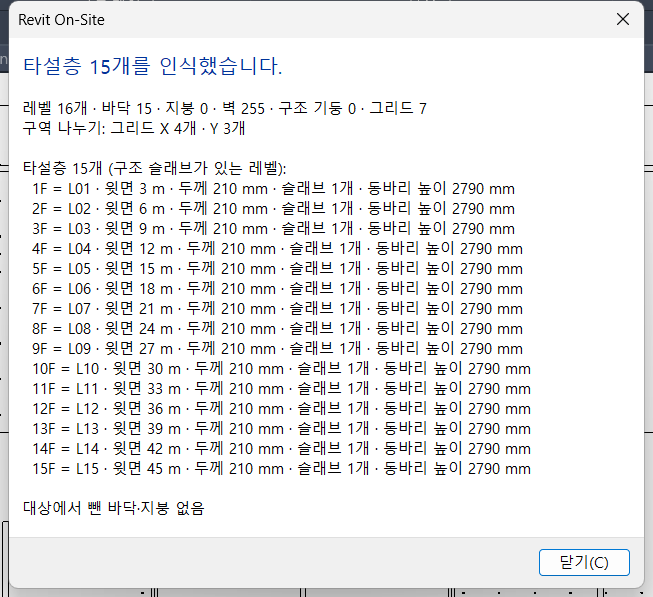 Revit On-Site
타설층 15개를 인식했습니다.
레벨 16개 · 바닥 15 · 지붕 0 · 벽 255 · 구조 기둥 0 · 그리드 7
구역 나누기: 그리드 X 4개 · Y 3개
타설층 15개 (구조 슬래브가 있는 레벨):
1F = L01 · 윗면 3 m · 두께 210 mm · 슬래브 1개 · 동바리 높이 2790 mm
2F = L02 · 윗면 6 m · 두께 210 mm · 슬래브 1개 · 동바리 높이 2790 mm
3F = L03 · 윗면 9 m · 두께 210 mm · 슬래브 1개 · 동바리 높이 2790 mm
4F = L04 · 윗면 12 m · 두께 210 mm · 슬래브 1개 · 동바리 높이 2790 mm
5F = L05 · 윗면 15 m · 두께 210 mm · 슬래브 1개 · 동바리 높이 2790 mm
6F = L06 · 윗면 18 m · 두께 210 mm · 슬래브 1개 · 동바리 높이 2790 mm
7F = L07 · 윗면 21 m · 두께 210 mm · 슬래브 1개 · 동바리 높이 2790 mm
8F = L08 · 윗면 24 m · 두께 210 mm · 슬래브 1개 · 동바리 높이 2790 mm
9F = L09 · 윗면 27 m · 두께 210 mm · 슬래브 1개 · 동바리 높이 2790 mm
10F = L10 · 윗면 30 m · 두께 210 mm · 슬래브 1개 · 동바리 높이 2790 mm
11F = L11 · 윗면 33 m · 두께 210 mm · 슬래브 1개 · 동바리 높이 2790 mm
12F = L12 · 윗면 36 m · 두께 210 mm · 슬래브 1개 · 동바리 높이 2790 mm
13F = L13 · 윗면 39 m · 두께 210 mm · 슬래브 1개 · 동바리 높이 2790 mm
14F = L14 · 윗면 42 m · 두께 210 mm · 슬래브 1개 · 동바리 높이 2790 mm
15F = L15 · 윗면 45 m · 두께 210 mm · 슬래브 1개 · 동바리 높이 2790 mm
대상에서 뺀 바닥·지붕 없음
닫기(C)